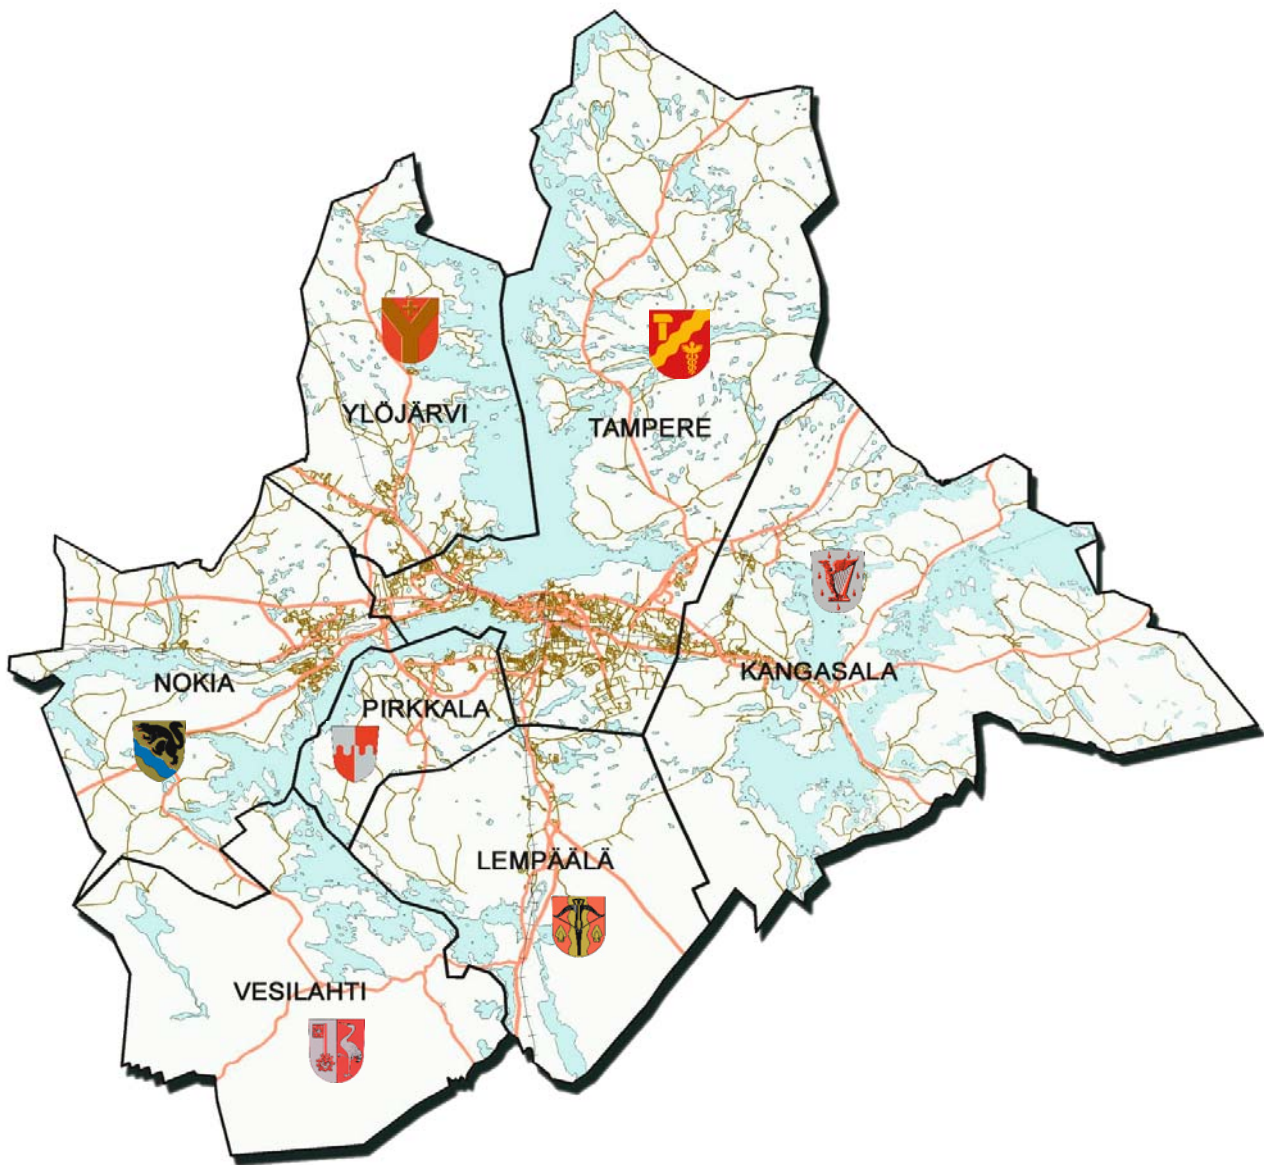 YLÖJÄRVI
TAMPERE
KANGASALA
NOKIA
PIRKKALA
LEMPÄÄLÄ
VESILAHTI